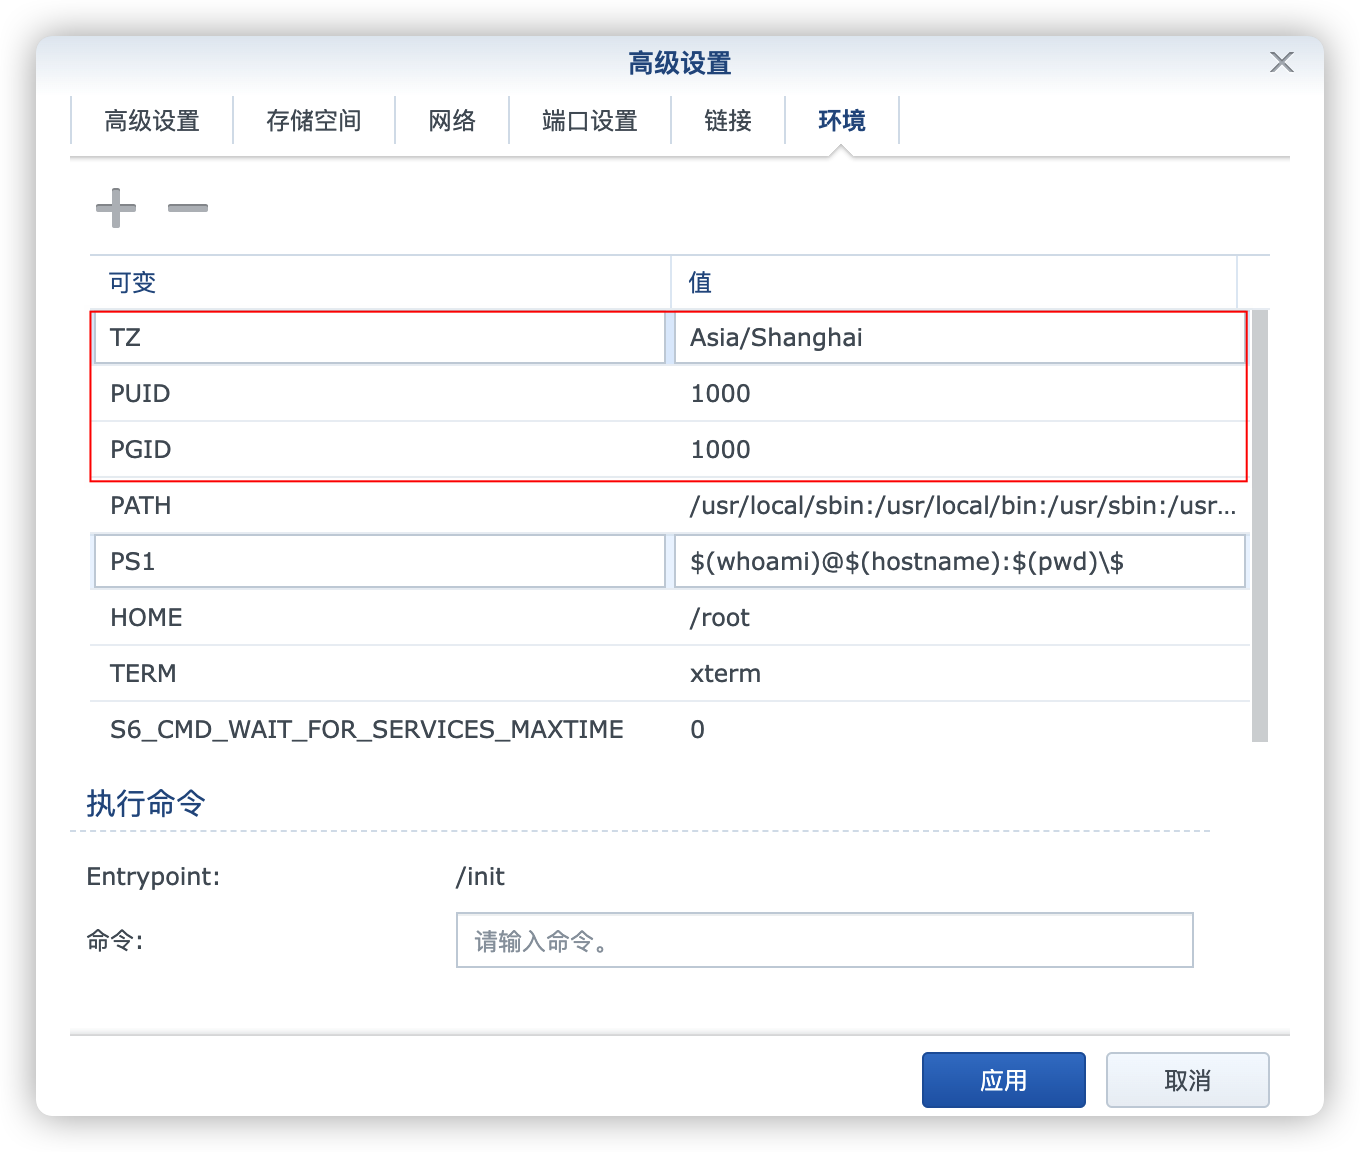 高级设置
高级设置 存储空间 网络 端口设置 链接 环境
可变 值
TZ Asia/Shanghai
PUID 1000
PGID 1000
PATH /usr/local/sbin:/usr/local/bin:/usr/sbin:/usr...
PS1 $(whoami)@$(hostname):$(pwd)\$
HOME /root
TERM xterm
S6_CMD_WAIT_FOR_SERVICES_MAXTIME 0
执行命令
Entrypoint: /init
命令: 请输入命令。
应用 取消